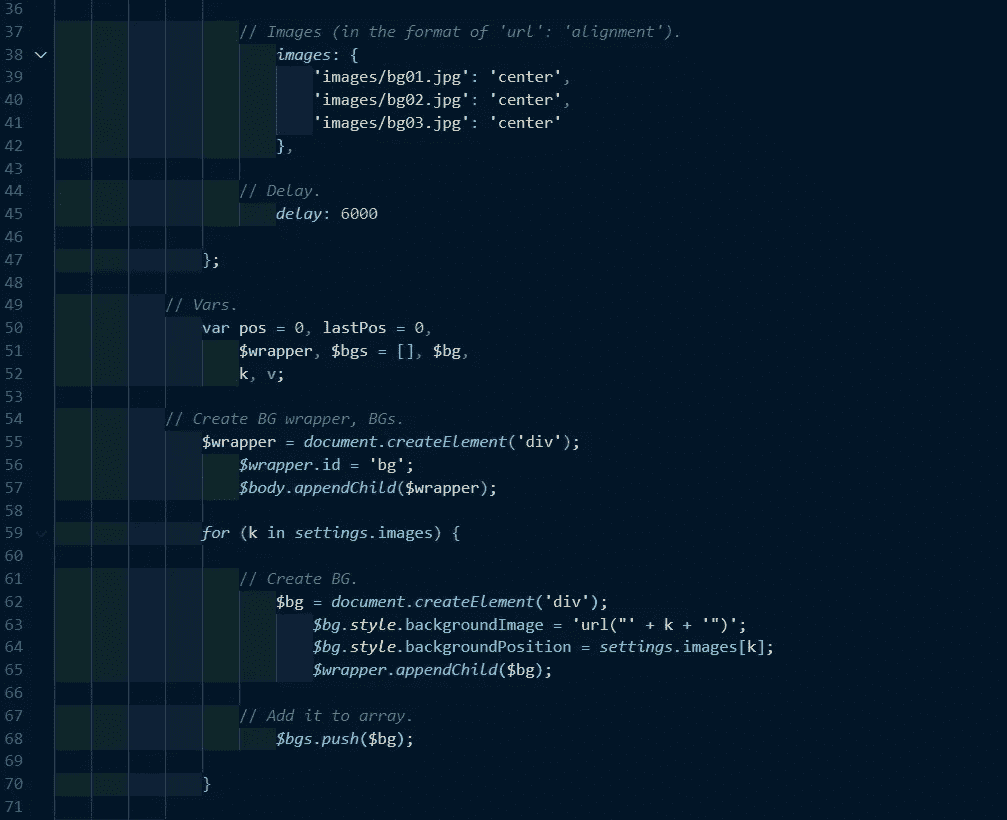 36
37 // Images (in the format of 'url': 'alignment').
38 images: {
39 'images/bg01.jpg': 'center',
40 'images/bg02.jpg': 'center',
41 'images/bg03.jpg': 'center'
42 },
43
44 // Delay.
45 delay: 6000
46
47 };
48
49 // Vars.
50 var pos = 0, lastPos = 0,
51 $wrapper, $bgs = [], $bg,
52 k, v;
53
54 // Create BG wrapper, BGs.
55 $wrapper = document.createElement('div');
56 $wrapper.id = 'bg';
57 $body.appendChild($wrapper);
58
59 for (k in settings.images) {
60
61 // Create BG.
62 $bg = document.createElement('div');
63 $bg.style.backgroundImage = 'url("' + k + '")';
64 $bg.style.backgroundPosition = settings.images[k];
65 $wrapper.appendChild($bg);
66
67 // Add it to array.
68 $bgs.push($bg);
69
70 }
71